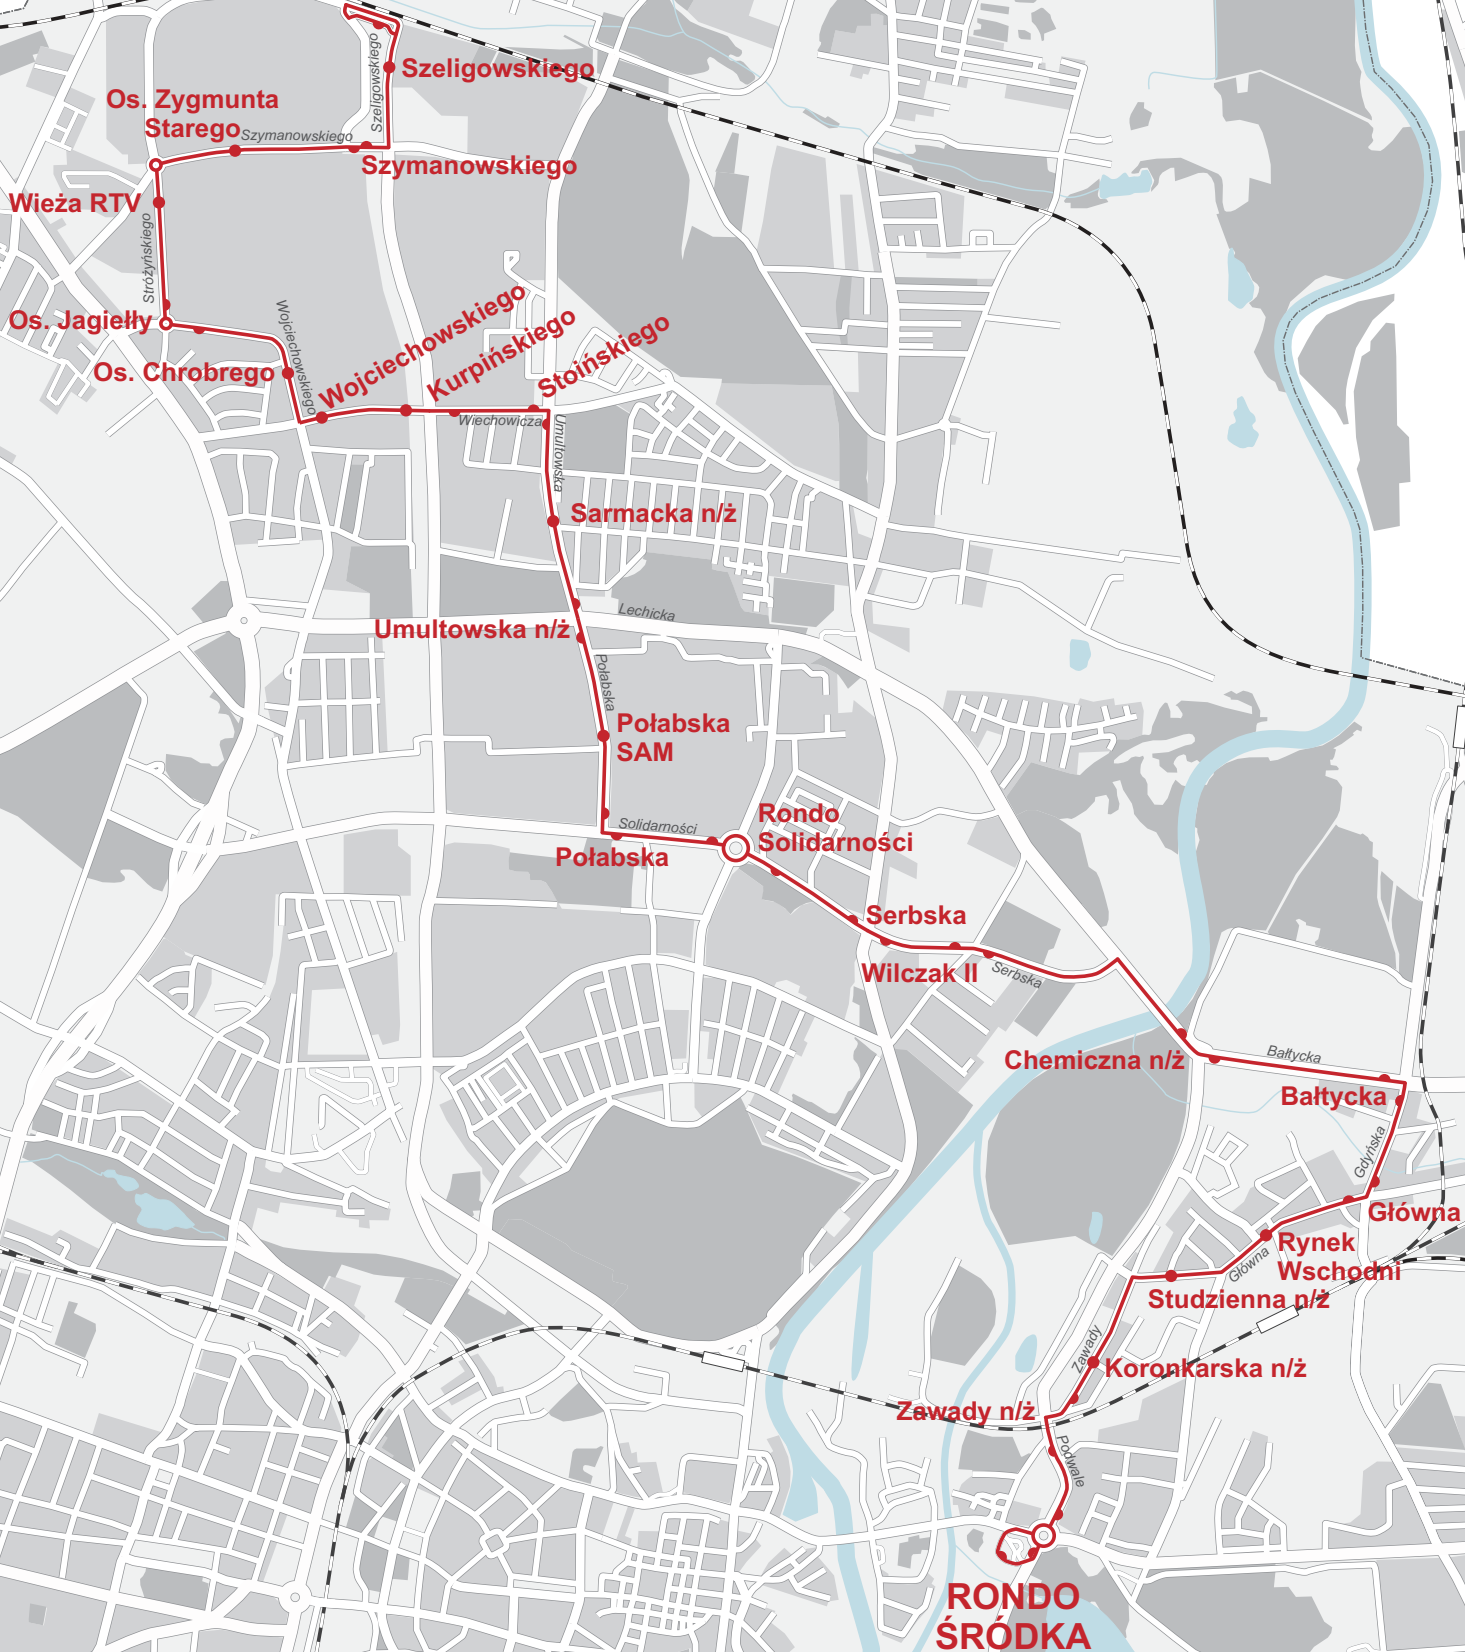 Szeligowskiego
Szeligowskiego
Os. Zygmunta
Starego
Szymanowskiego
Szymanowskiego
Wieża RTV
Stróżyńskiego
Os. Jagiełły
Wojciechowskiego
Os. Chrobrego
Wojciechowskiego
Kurpińskiego
Stoińskiego
Wiechowicza
Umultowska
Sarmacka n/ż
Lechicka
Umultowska n/ż
Połabska
Połabska
SAM
Solidarności
Połabska
Rondo
Solidarności
Serbska
Wilczak II
Serbska
Chemiczna n/ż
Bałtycka
Bałtycka
Gdyńska
Główna
Rynek
Wschodni
Główna
Studzienna n/ż
Zawady
Koronkarska n/ż
Zawady n/ż
Podwale
RONDO
ŚRÓDKA